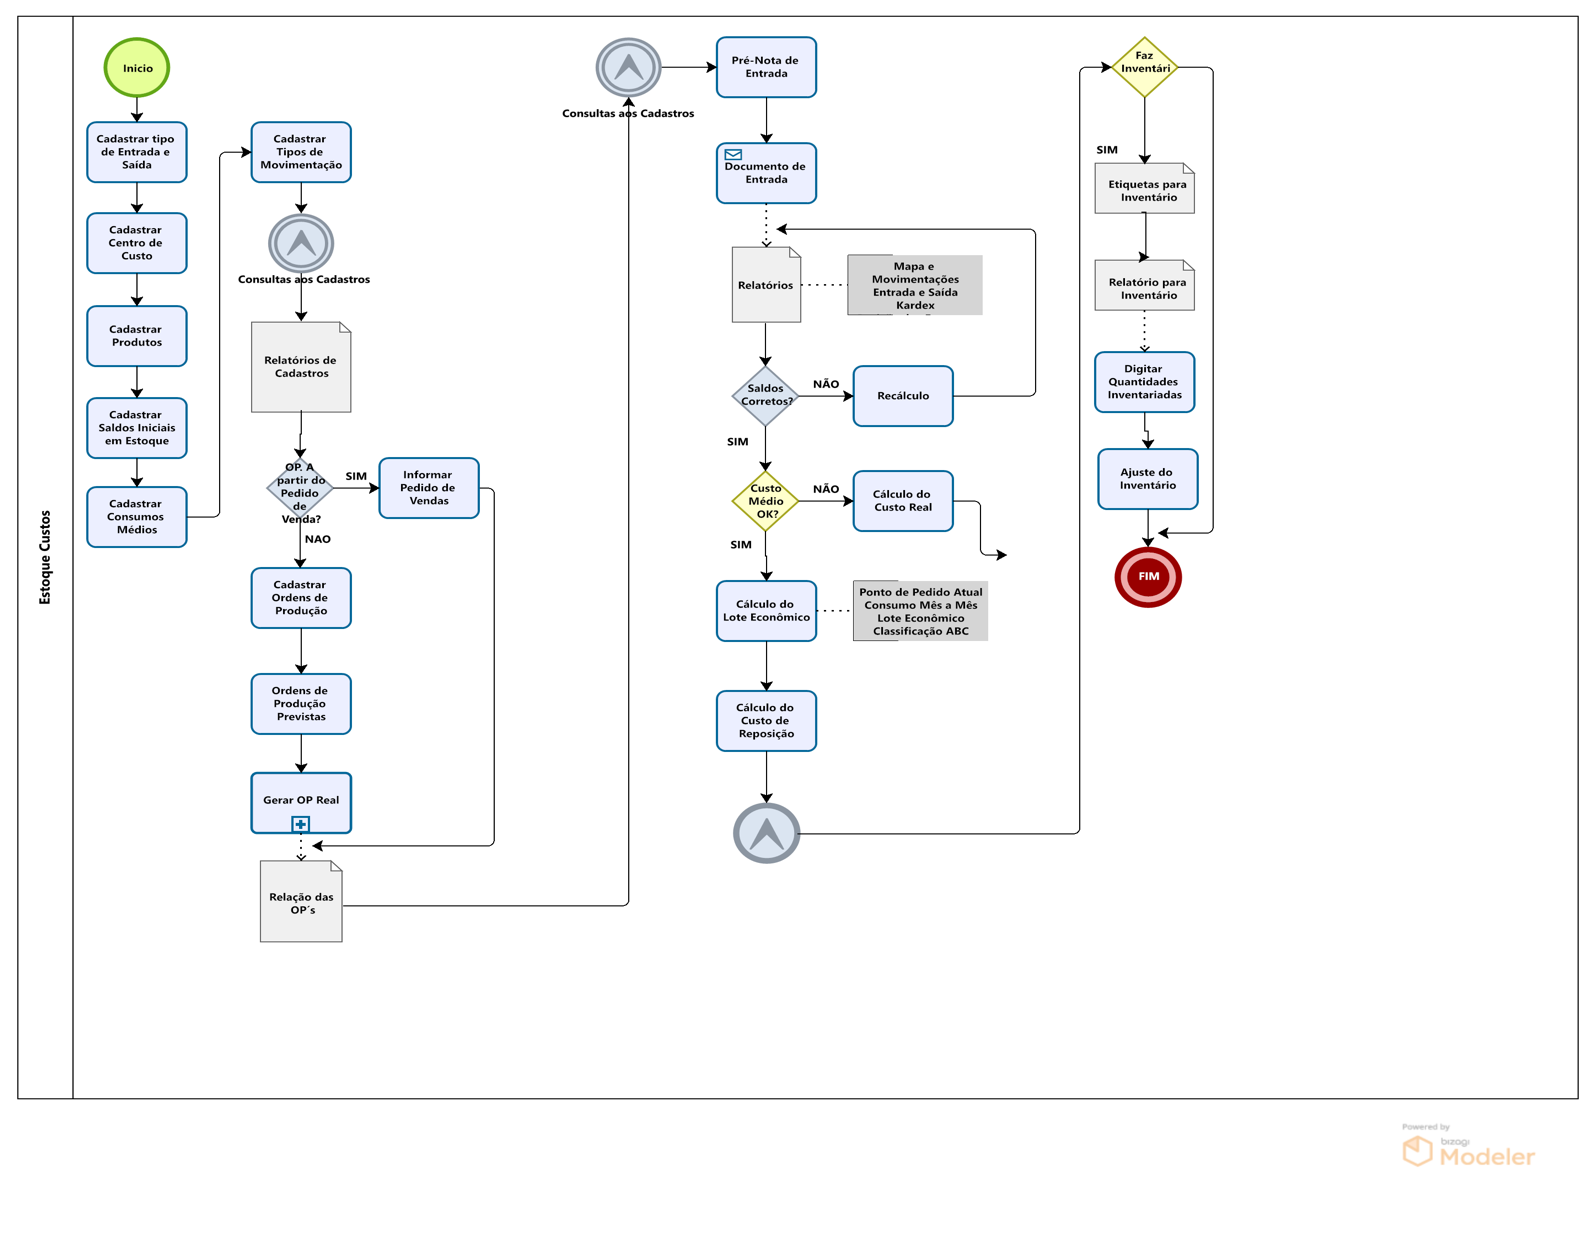 Estoque Custos
Inicio
Cadastrar tipo
de Entrada e
Saída
Cadastrar
Centro de
Custo
Cadastrar
Produtos
Cadastrar
Saldos Iniciais
em Estoque
Cadastrar
Consumos
Médios
Cadastrar
Tipos de
Movimentação
Consultas aos Cadastros
Relatórios de
Cadastros
OP. A
partir do
Pedido
de
Venda?
SIM
Informar
Pedido de
Vendas
NAO
Cadastrar
Ordens de
Produção
Ordens de
Produção
Previstas
Gerar OP Real
Relação das
OP´s
Consultas aos Cadastros
Pré-Nota de
Entrada
Documento de
Entrada
Relatórios
Mapa e
Movimentações
Entrada e Saída
Kardex
Saldos
Corretos?
NÃO
Recálculo
SIM
Custo
Médio
OK?
NÃO
Cálculo do
Custo Real
SIM
Cálculo do
Lote Econômico
Ponto de Pedido Atual
Consumo Mês a Mês
Lote Econômico
Classificação ABC
Cálculo do
Custo de
Reposição
Faz
Inventári
SIM
Etiquetas para
Inventário
Relatório para
Inventário
Digitar
Quantidades
Inventariadas
Ajuste do
Inventário
FIM
Powered by
bizagi
Modeler